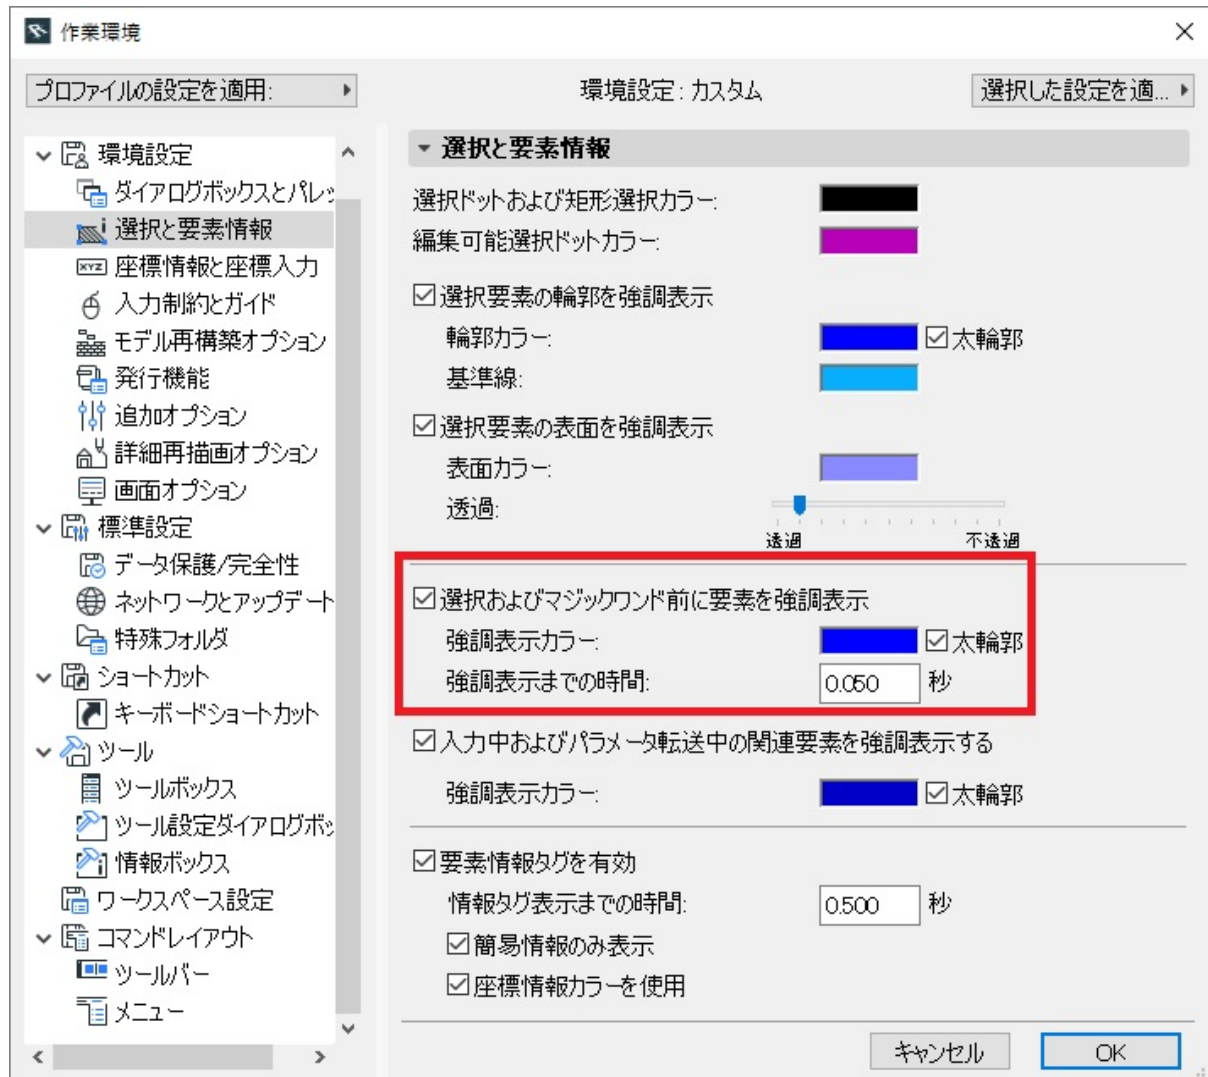 作業環境
プロファイルの設定を適用:
環境設定 : カスタム
選択した設定を適...
環境設定
ダイアログボックスとパレッ
選択と要素情報
座標情報と座標入力
入力制約とガイド
モデル再構築オプション
発行機能
追加オプション
詳細再描画オプション
画面オプション
標準設定
データ保護/完全性
ネットワークとアップデート
特殊フォルダ
ショートカット
キーボードショートカット
ツール
ツールボックス
ツール設定ダイアログボッ
情報ボックス
ワークスペース設定
コマンドレイアウト
ツールバー
メニュー
選択と要素情報
選択ドットおよび矩形選択カラー:
編集可能選択ドットカラー:
選択要素の輪郭を強調表示
輪郭カラー: 太輪郭
基準線:
選択要素の表面を強調表示
表面カラー:
透過:
透過 不透過
選択およびマジックワンド前に要素を強調表示
強調表示カラー: 太輪郭
強調表示までの時間: 0.050 秒
入力中およびパラメータ転送中の関連要素を強調表示する
強調表示カラー: 太輪郭
要素情報タグを有効
情報タグ表示までの時間: 0.500 秒
簡易情報のみ表示
座標情報カラーを使用
キャンセル OK